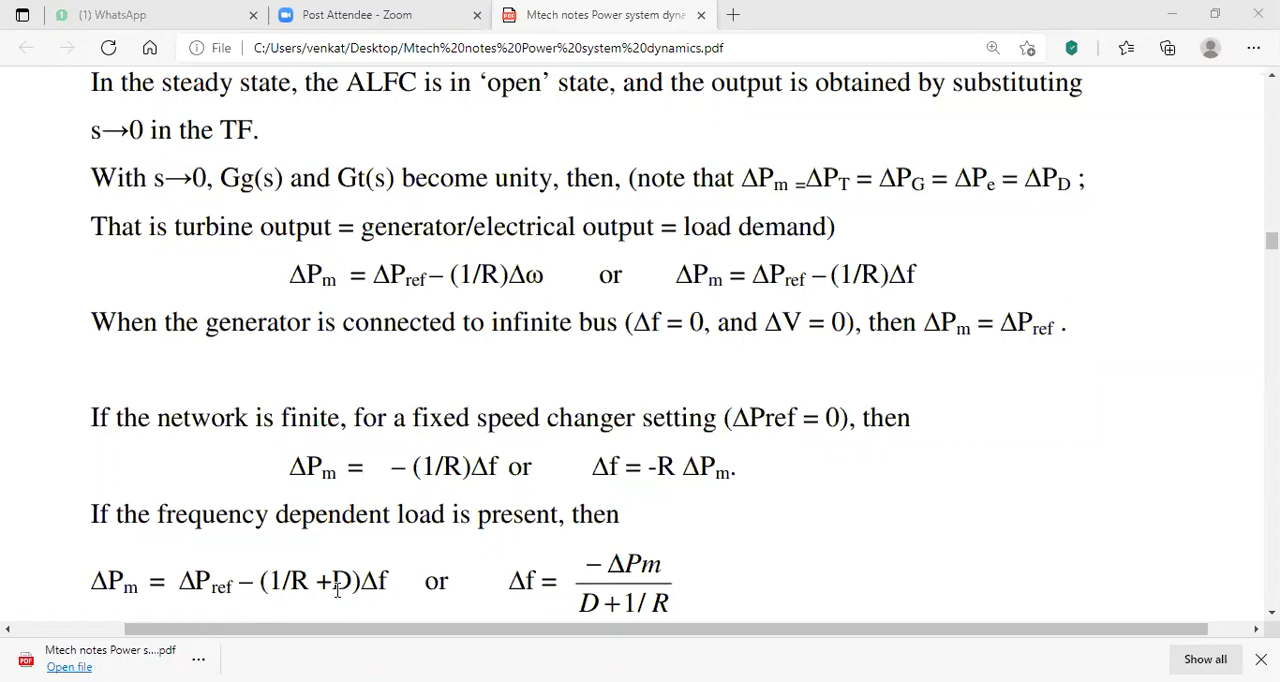 (1) WhatsApp
Post Attendee - Zoom
Mtech notes Power system dyna
File
C:/Users/venkat/Desktop/Mtech%20notes%20Power%20system%20dynamics.pdf
In the steady state, the ALFC is in ‘open’ state, and the output is obtained by substituting
s→0 in the TF.
With s→0, Gg(s) and Gt(s) become unity, then, (note that ΔPm =ΔPT = ΔPG = ΔPe = ΔPD ;
That is turbine output = generator/electrical output = load demand)
ΔPm = ΔPref – (1/R)Δω or ΔPm = ΔPref – (1/R)Δf
When the generator is connected to infinite bus (Δf = 0, and ΔV = 0), then ΔPm = ΔPref .
If the network is finite, for a fixed speed changer setting (ΔPref = 0), then
ΔPm = – (1/R)Δf or Δf = -R ΔPm.
If the frequency dependent load is present, then
ΔPm = ΔPref – (1/R +D)Δf or Δf = − ΔPm / D + 1/ R
Mtech notes Power s....pdf
Open file
Show all